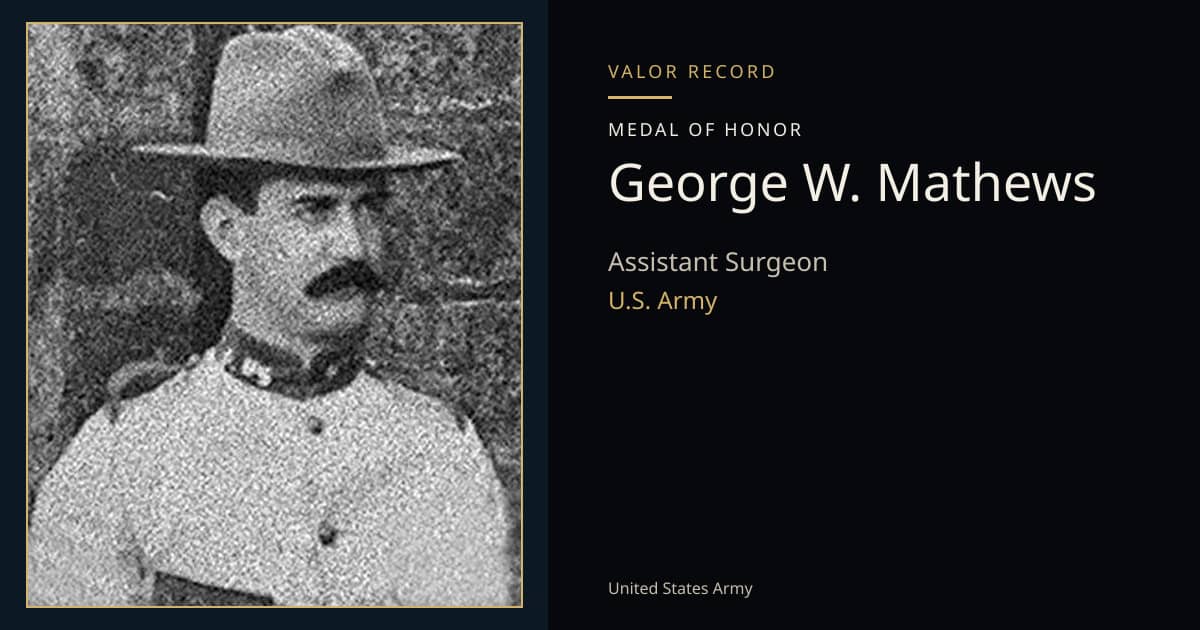 VALOR RECORD
MEDAL OF HONOR
George W. Mathews
Assistant Surgeon
U.S. Army
United States Army